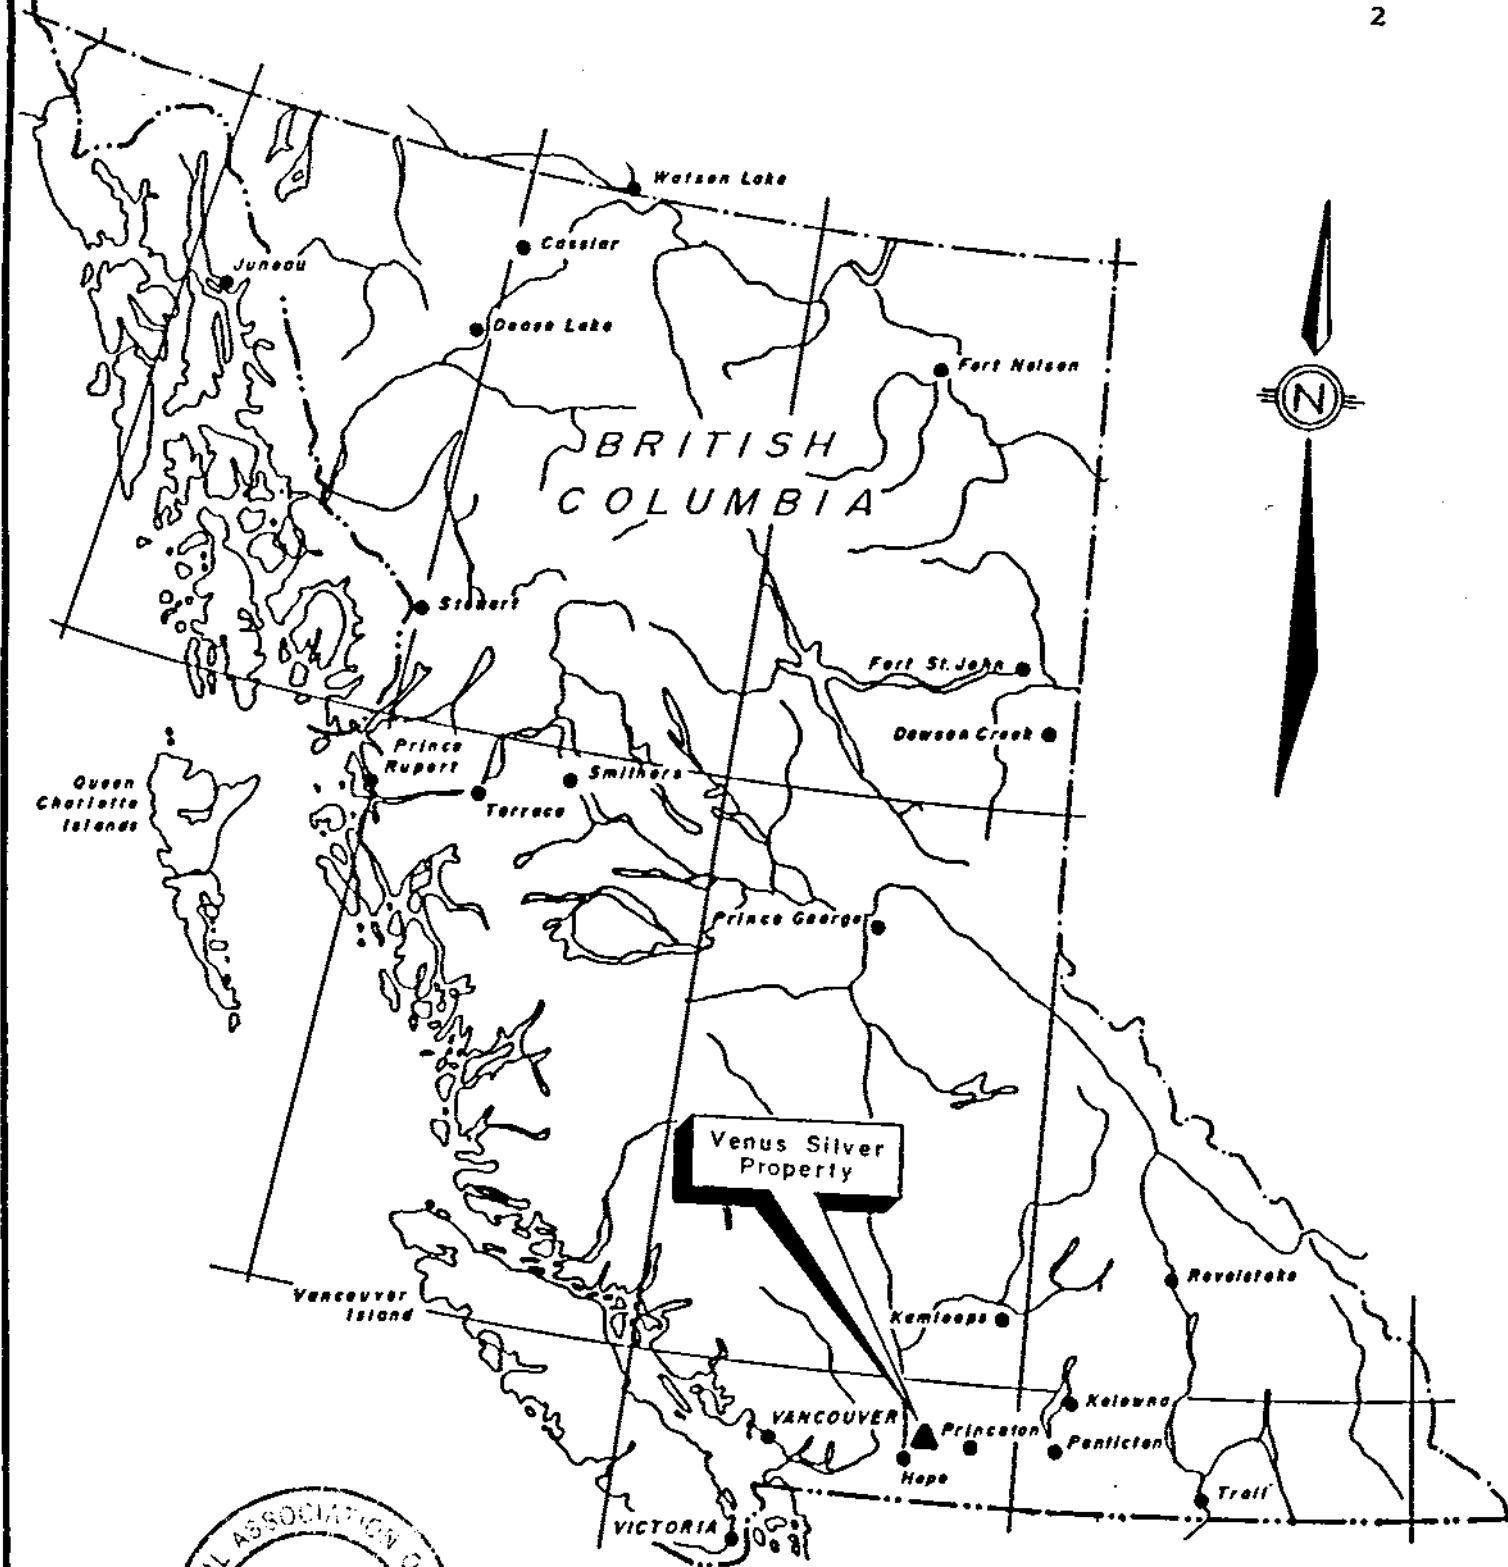 2
Watson Lake
Cassiar
Juneau
Dease Lake
Fort Nelson
N
BRITISH
COLUMBIA
Stewart
Fort St. John
Dawson Creek
Prince
Rupert
Smithers
Terrace
Queen
Charlotte
Islands
Prince George
Venus Silver
Property
Revelstoke
Vancouver
Island
Kamloops
Kelowna
VANCOUVER
Princeton
Penticton
Hope
Trail
VICTORIA
ASSOCIATION